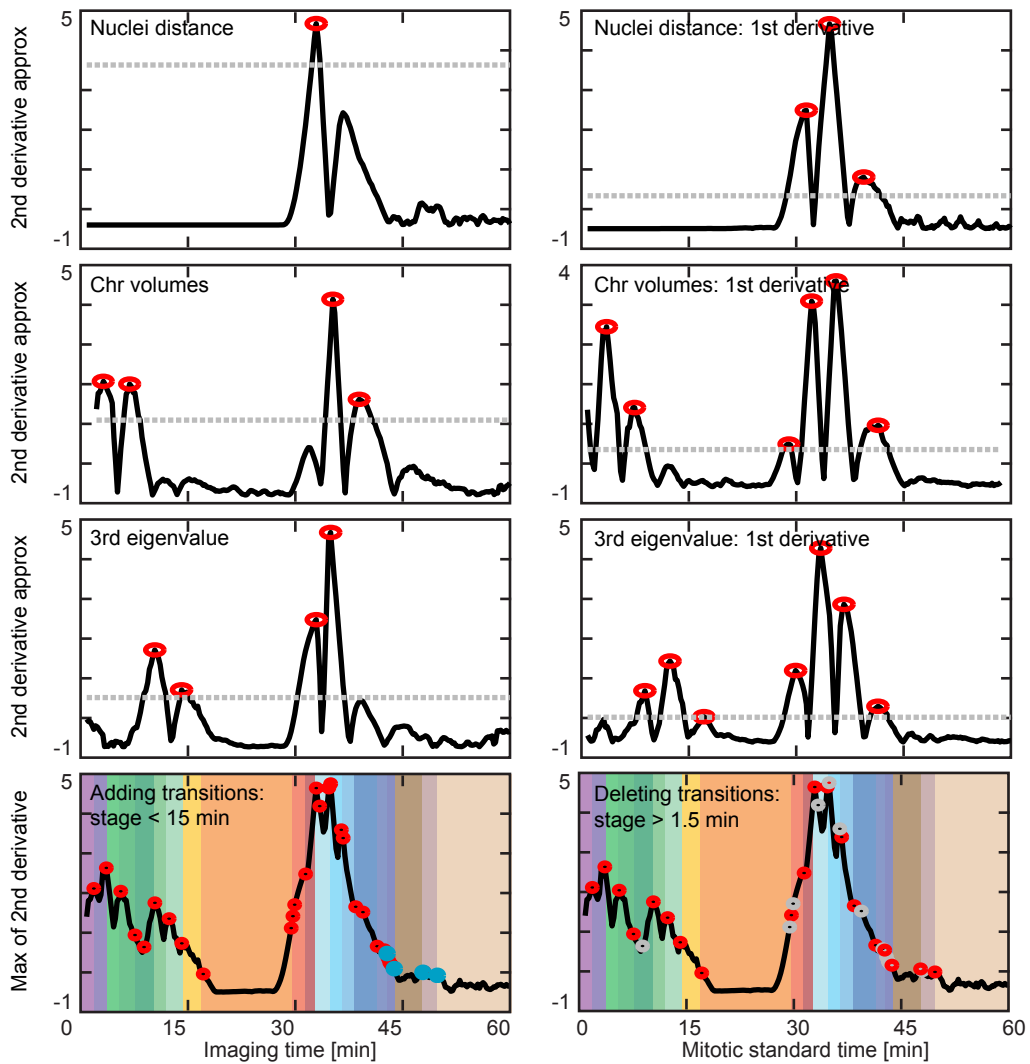 5
Nuclei distance
2nd derivative approx
-1
5
Nuclei distance: 1st derivative
-1
5
Chr volumes
2nd derivative approx
-1
4
Chr volumes: 1st derivative
-1
5
3rd eigenvalue
2nd derivative approx
-1
5
3rd eigenvalue: 1st derivative
-1
5
Adding transitions:
stage < 15 min
Max of 2nd derivative
-1
0 15 30 45 60
Imaging time [min]
5
Deleting transitions:
stage > 1.5 min
-1
0 15 30 45 60
Mitotic standard time [min]